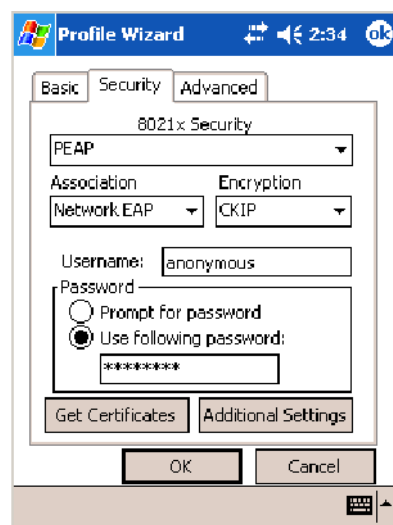 Profile Wizard 2:34 ok
Basic Security Advanced
8021x Security
PEAP
Association Encryption
Network EAP CKIP
Username: anonymous
Password
Prompt for password
Use following password:
********
Get Certificates Additional Settings
OK Cancel